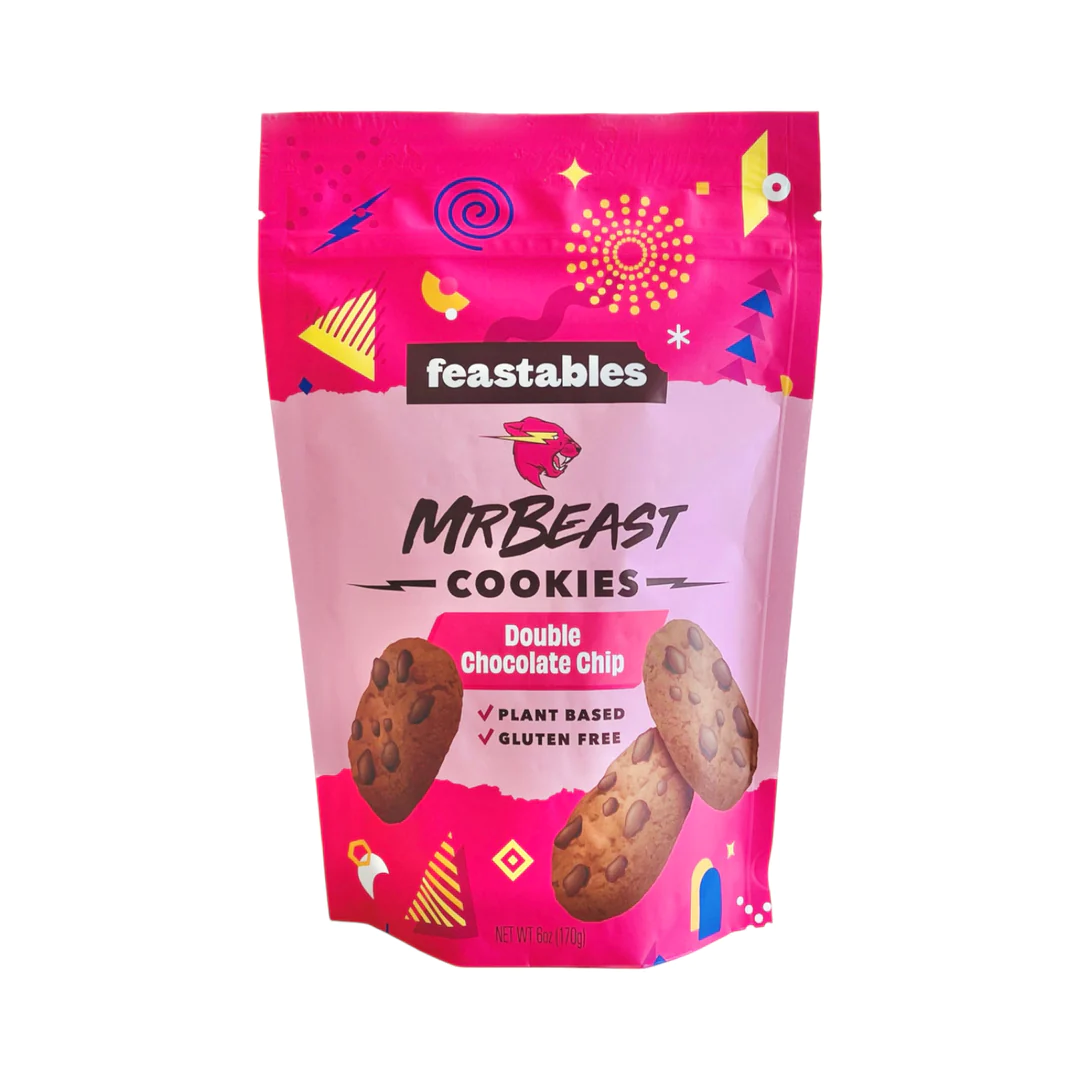 feastables
MRBEAST
COOKIES
Double
Chocolate Chip
✓ PLANT BASED
✓ GLUTEN FREE
NET WT 6oz (170g)